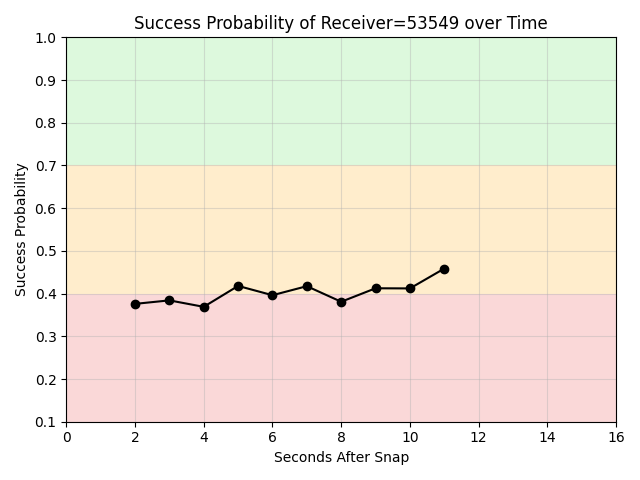 Success Probability of Receiver=53549 over Time
1.0
0.9
0.8
0.7
0.6
0.5
0.4
0.3
0.2
0.1
Success Probability
0 2 4 6 8 10 12 14 16
Seconds After Snap